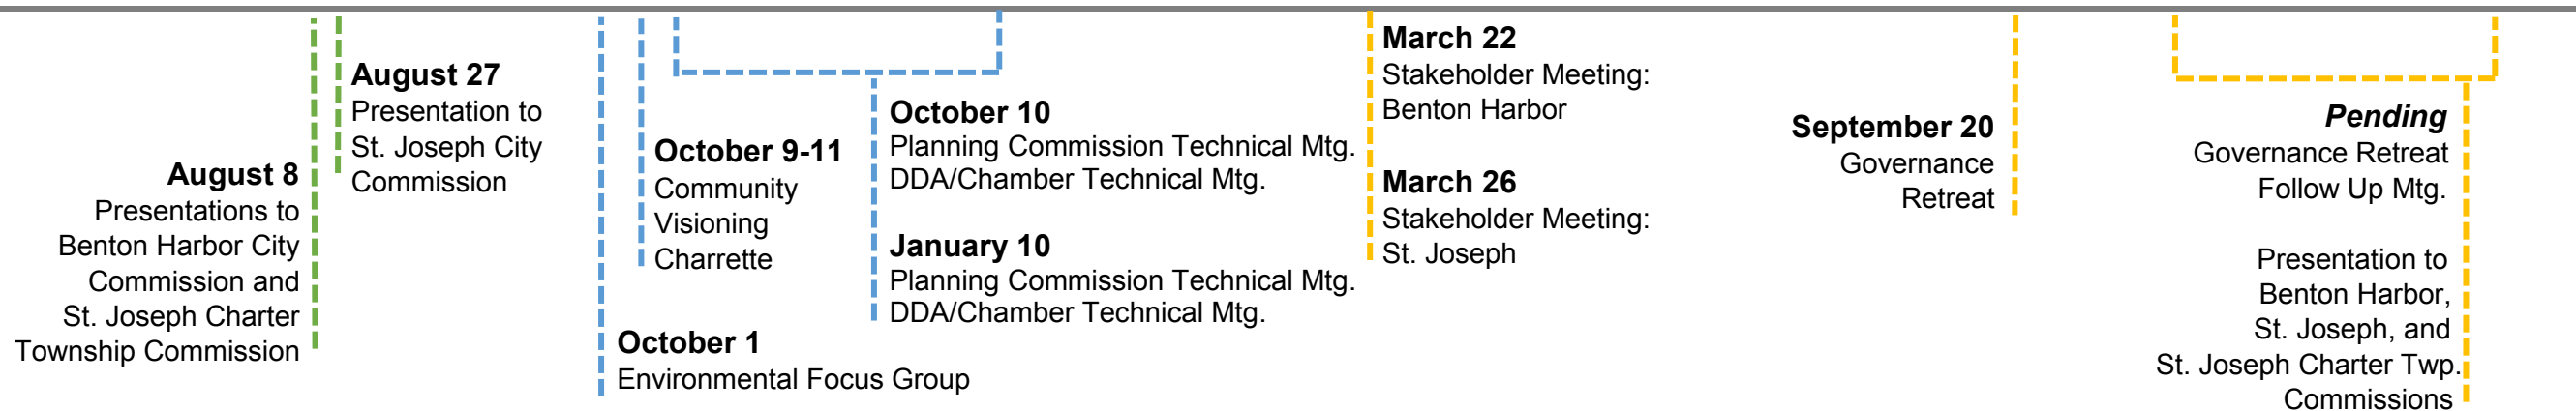 August 8
Presentations to
Benton Harbor City
Commission and
St. Joseph Charter
Township Commission
August 27
Presentation to
St. Joseph City
Commission
October 1
Environmental Focus Group
October 9-11
Community
Visioning
Charrette
October 10
Planning Commission Technical Mtg.
DDA/Chamber Technical Mtg.
January 10
Planning Commission Technical Mtg.
DDA/Chamber Technical Mtg.
March 22
Stakeholder Meeting:
Benton Harbor
March 26
Stakeholder Meeting:
St. Joseph
September 20
Governance
Retreat
Pending
Governance Retreat
Follow Up Mtg.
Presentation to
Benton Harbor,
St. Joseph, and
St. Joseph Charter Twp.
Commissions